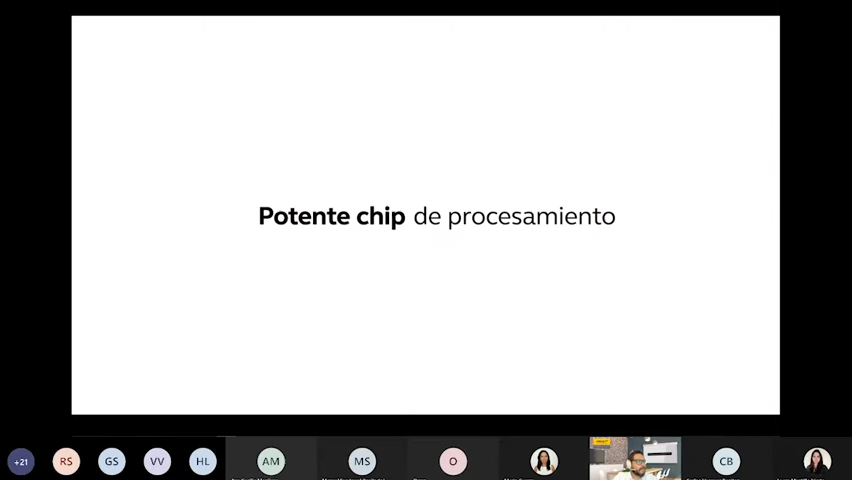 Potente chip de procesamiento
+21
RS
GS
VV
HL
AM
MS
O
CB